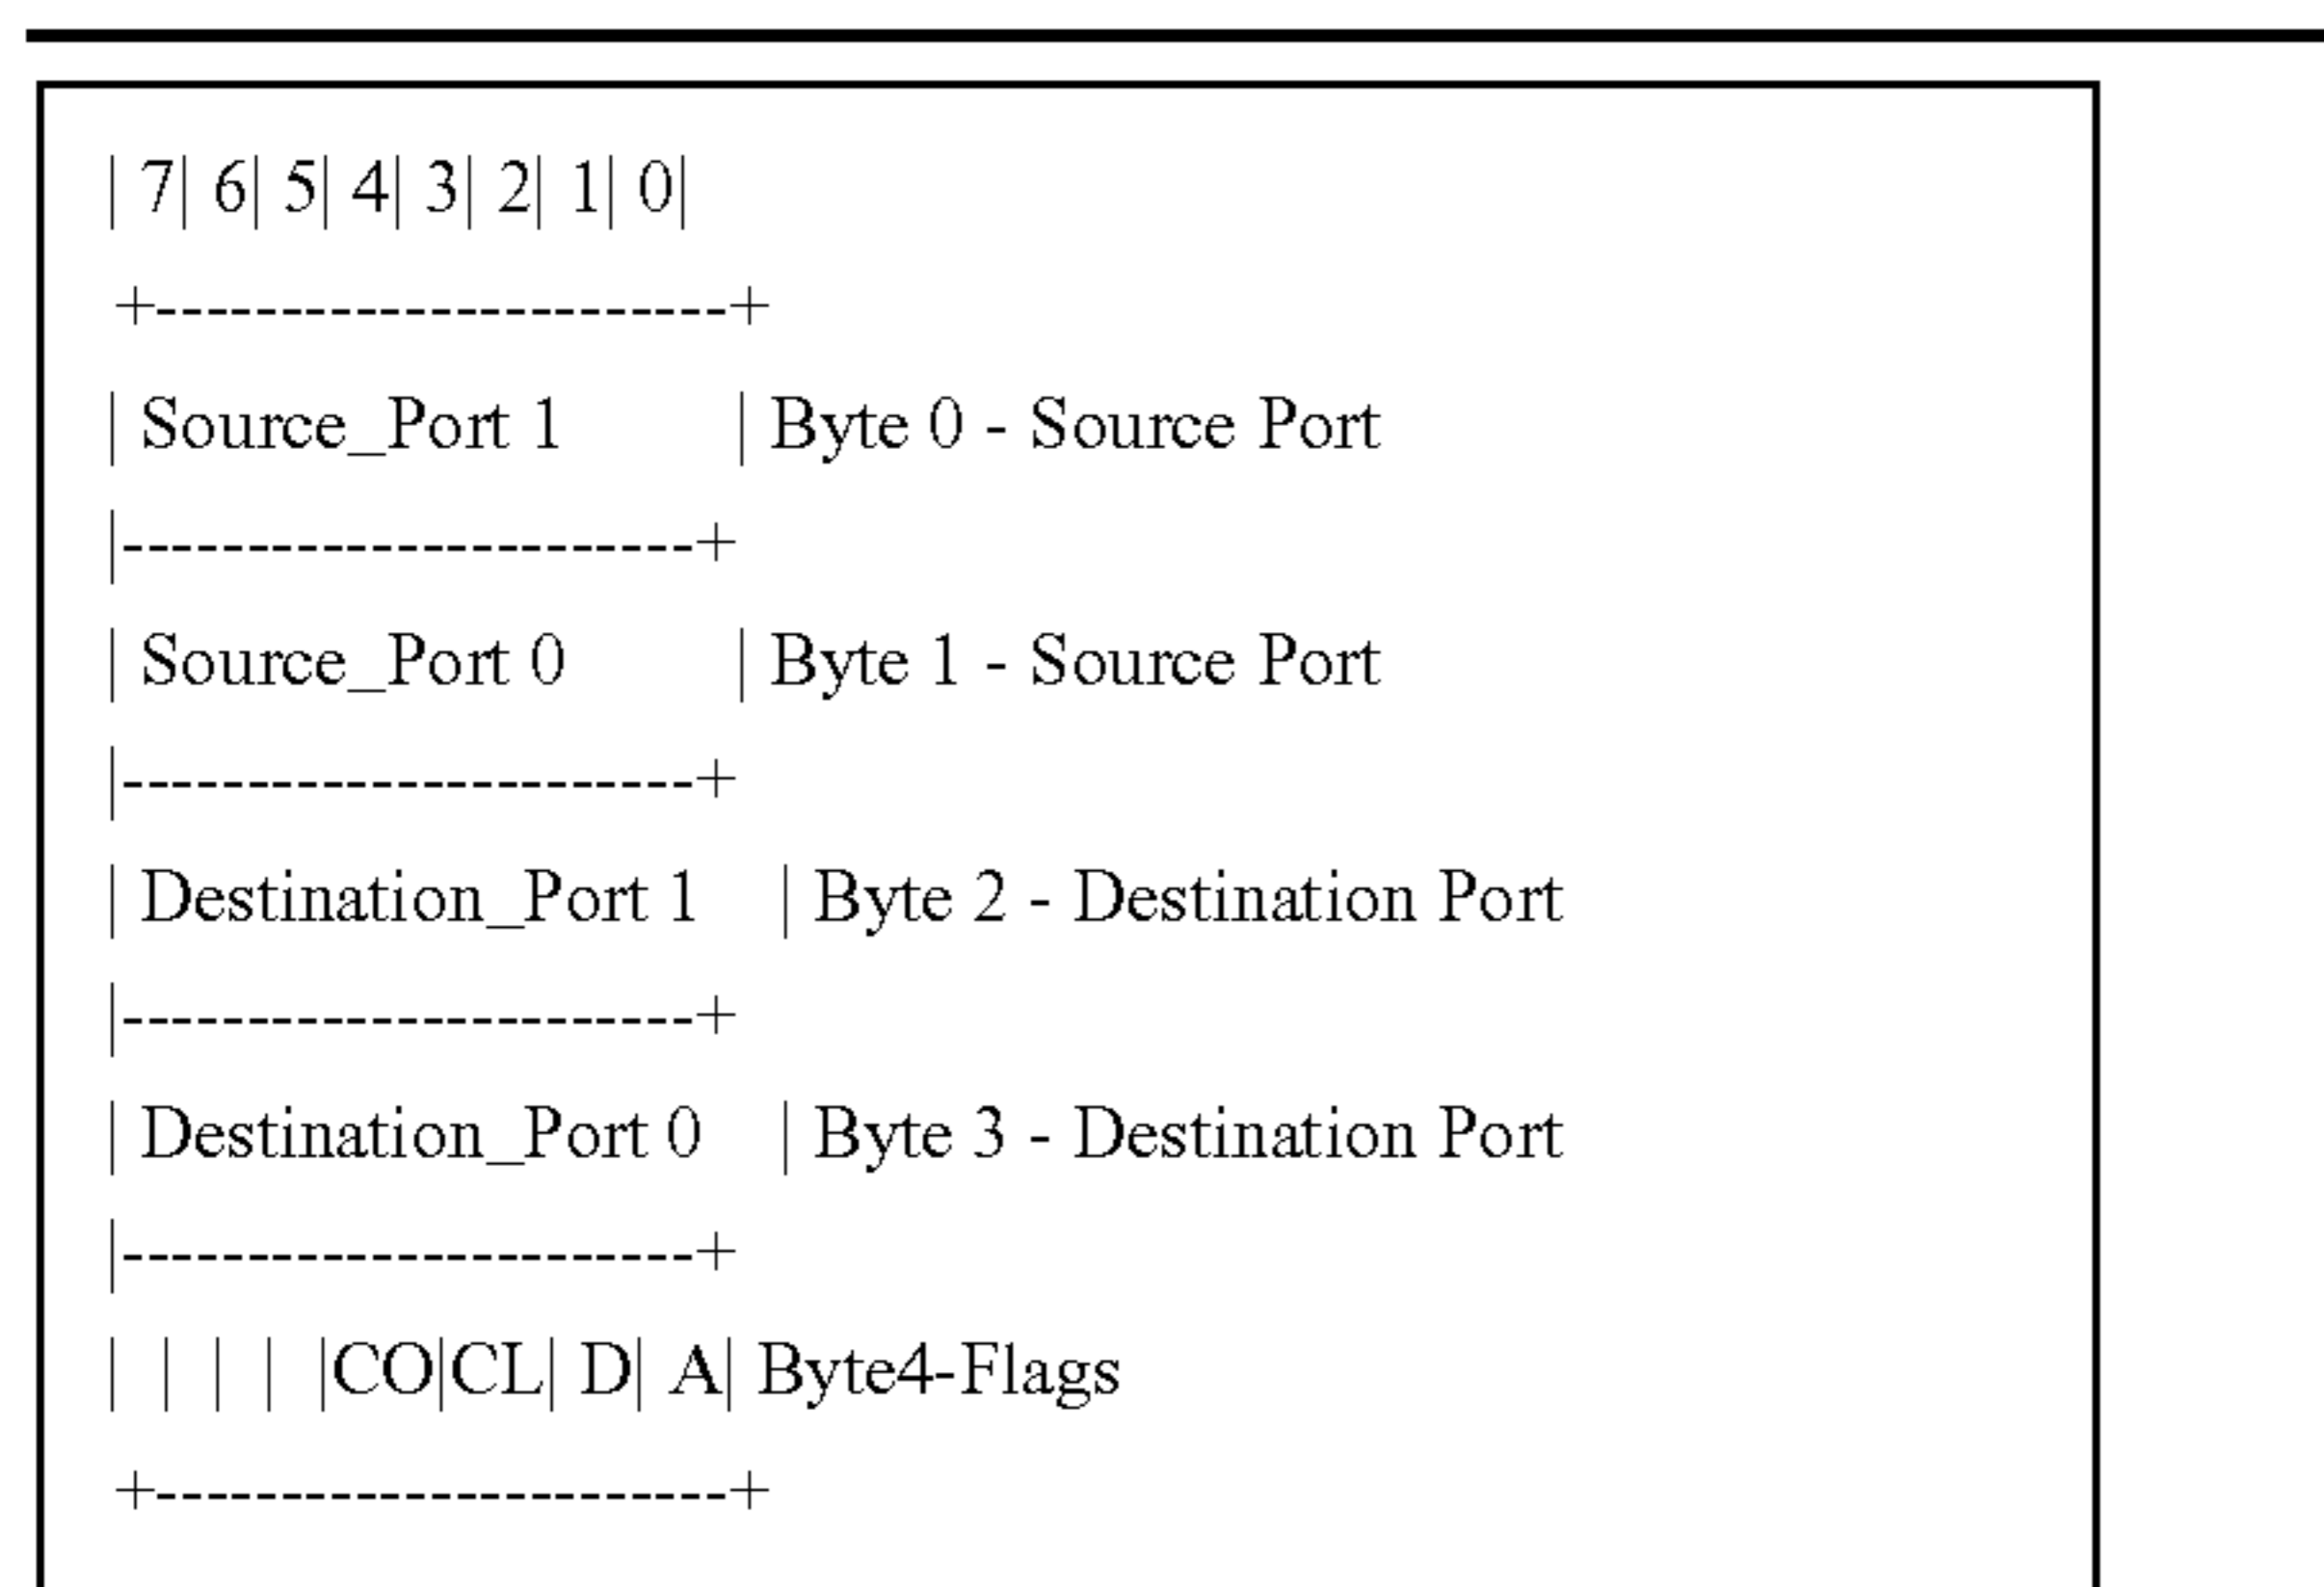 | 7| 6| 5| 4| 3| 2| 1| 0|
+-----------------------+
| Source_Port 1 | Byte 0 - Source Port
|-----------------------+
| Source_Port 0 | Byte 1 - Source Port
|-----------------------+
| Destination_Port 1 | Byte 2 - Destination Port
|-----------------------+
| Destination_Port 0 | Byte 3 - Destination Port
|-----------------------+
| | | | |CO|CL| D| A| Byte4-Flags
+-----------------------+